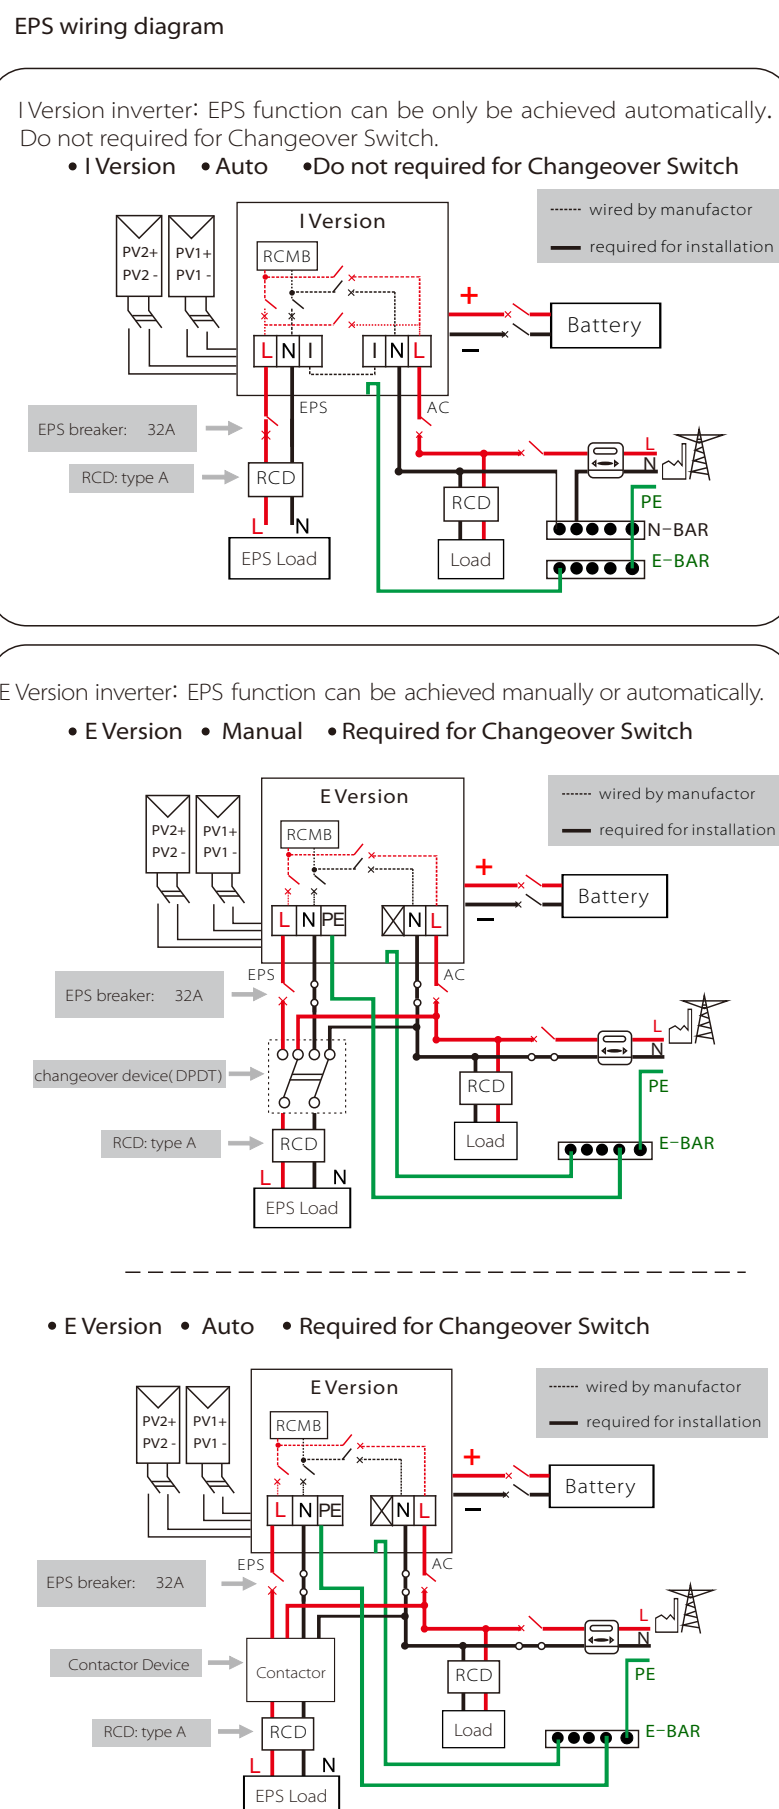 EPS wiring diagram
I Version inverter: EPS function can be only be achieved automatically.
Do not required for Changeover Switch.
• I Version • Auto •Do not required for Changeover Switch
I Version
wired by manufactor
required for installation
PV2+
PV2 -
PV1+
PV1 -
RCMB
+
Battery
L N I
I N L
EPS
AC
EPS breaker: 32A
RCD: type A
RCD
L
N
EPS Load
RCD
Load
L
N
PE
N-BAR
E-BAR
E Version inverter: EPS function can be achieved manually or automatically.
• E Version • Manual • Required for Changeover Switch
E Version
wired by manufactor
required for installation
PV2+
PV2 -
PV1+
PV1 -
RCMB
+
Battery
L N PE
N L
EPS
AC
EPS breaker: 32A
changeover device( DPDT)
RCD: type A
RCD
L
N
EPS Load
RCD
Load
L
N
PE
E-BAR
• E Version • Auto • Required for Changeover Switch
E Version
wired by manufactor
required for installation
PV2+
PV2 -
PV1+
PV1 -
RCMB
+
Battery
L N PE
N L
EPS
AC
EPS breaker: 32A
Contactor Device
Contactor
RCD: type A
RCD
L
N
EPS Load
RCD
Load
L
N
PE
E-BAR